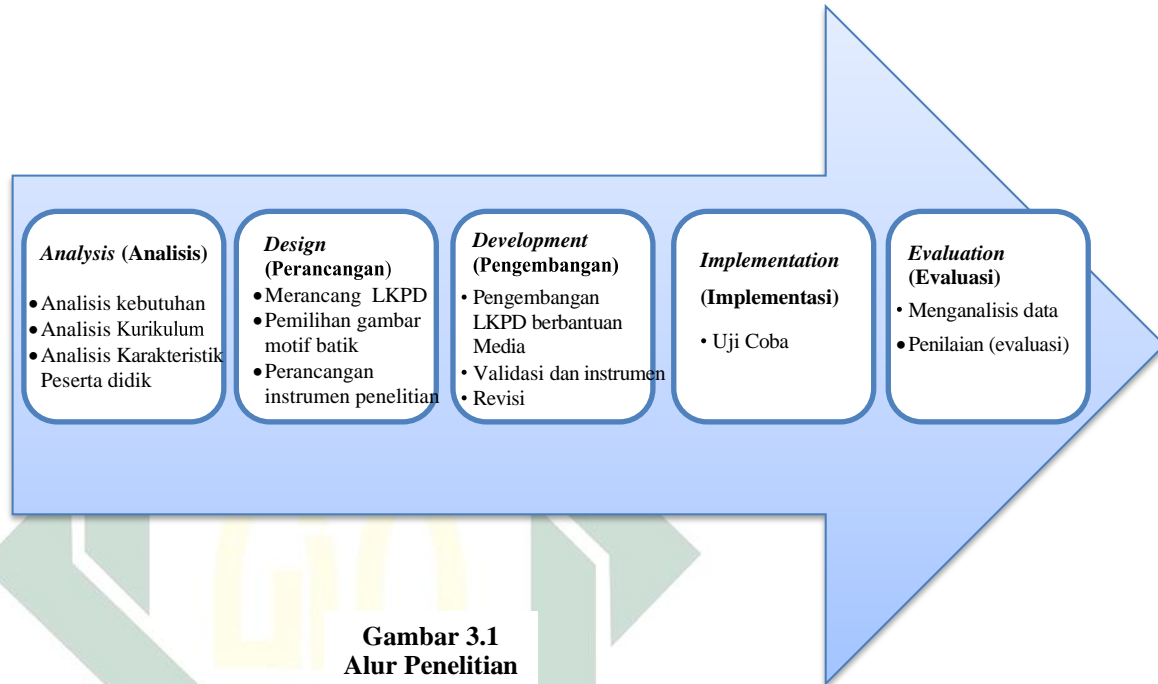 Analysis (Analisis)
• Analisis kebutuhan
• Analisis Kurikulum
• Analisis Karakteristik
Peserta didik
Design
(Perancangan)
• Merancang LKPD
• Pemilihan gambar
motif batik
• Perancangan
instrumen penelitian
Development
(Pengembangan)
• Pengembangan
LKPD berbantuan
Media
• Validasi dan instrumen
• Revisi
Implementation
(Implementasi)
• Uji Coba
Evaluation
(Evaluasi)
• Menganalisis data
• Penilaian (evaluasi)
Gambar 3.1
Alur Penelitian